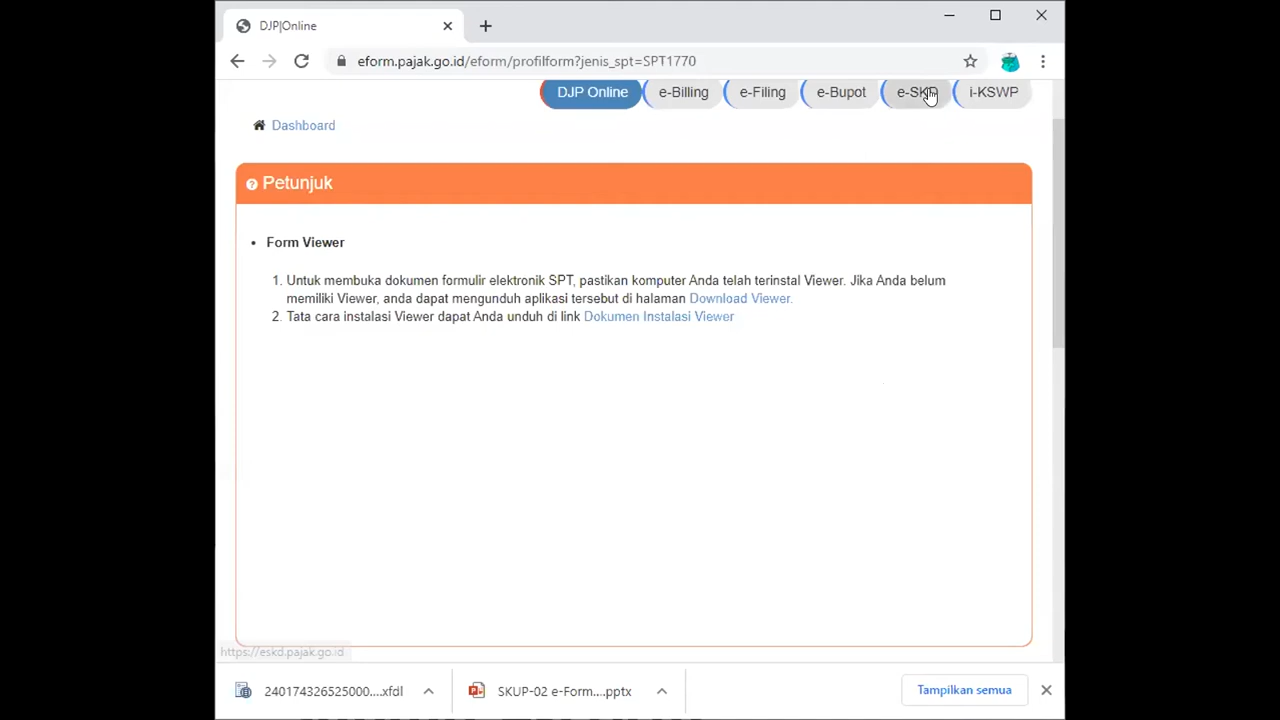 DJP|Online
eform.pajak.go.id/eform/profilform?jenis_spt=SPT1770
DJP Online e-Billing e-Filing e-Bupot e-SKD i-KSWP
Dashboard
Petunjuk
• Form Viewer
1. Untuk membuka dokumen formulir elektronik SPT, pastikan komputer Anda telah terinstal Viewer. Jika Anda belum
memiliki Viewer, anda dapat mengunduh aplikasi tersebut di halaman Download Viewer.
2. Tata cara instalasi Viewer dapat Anda unduh di link Dokumen Instalasi Viewer
https://eskd.pajak.go.id
240174326525000....xfdl SKUP-02 e-Form....pptx Tampilkan semua